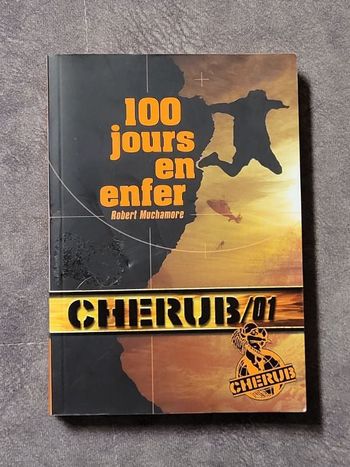 100
jours
en
enfer
Robert Muchamore
CHERUB/01
CHERUB